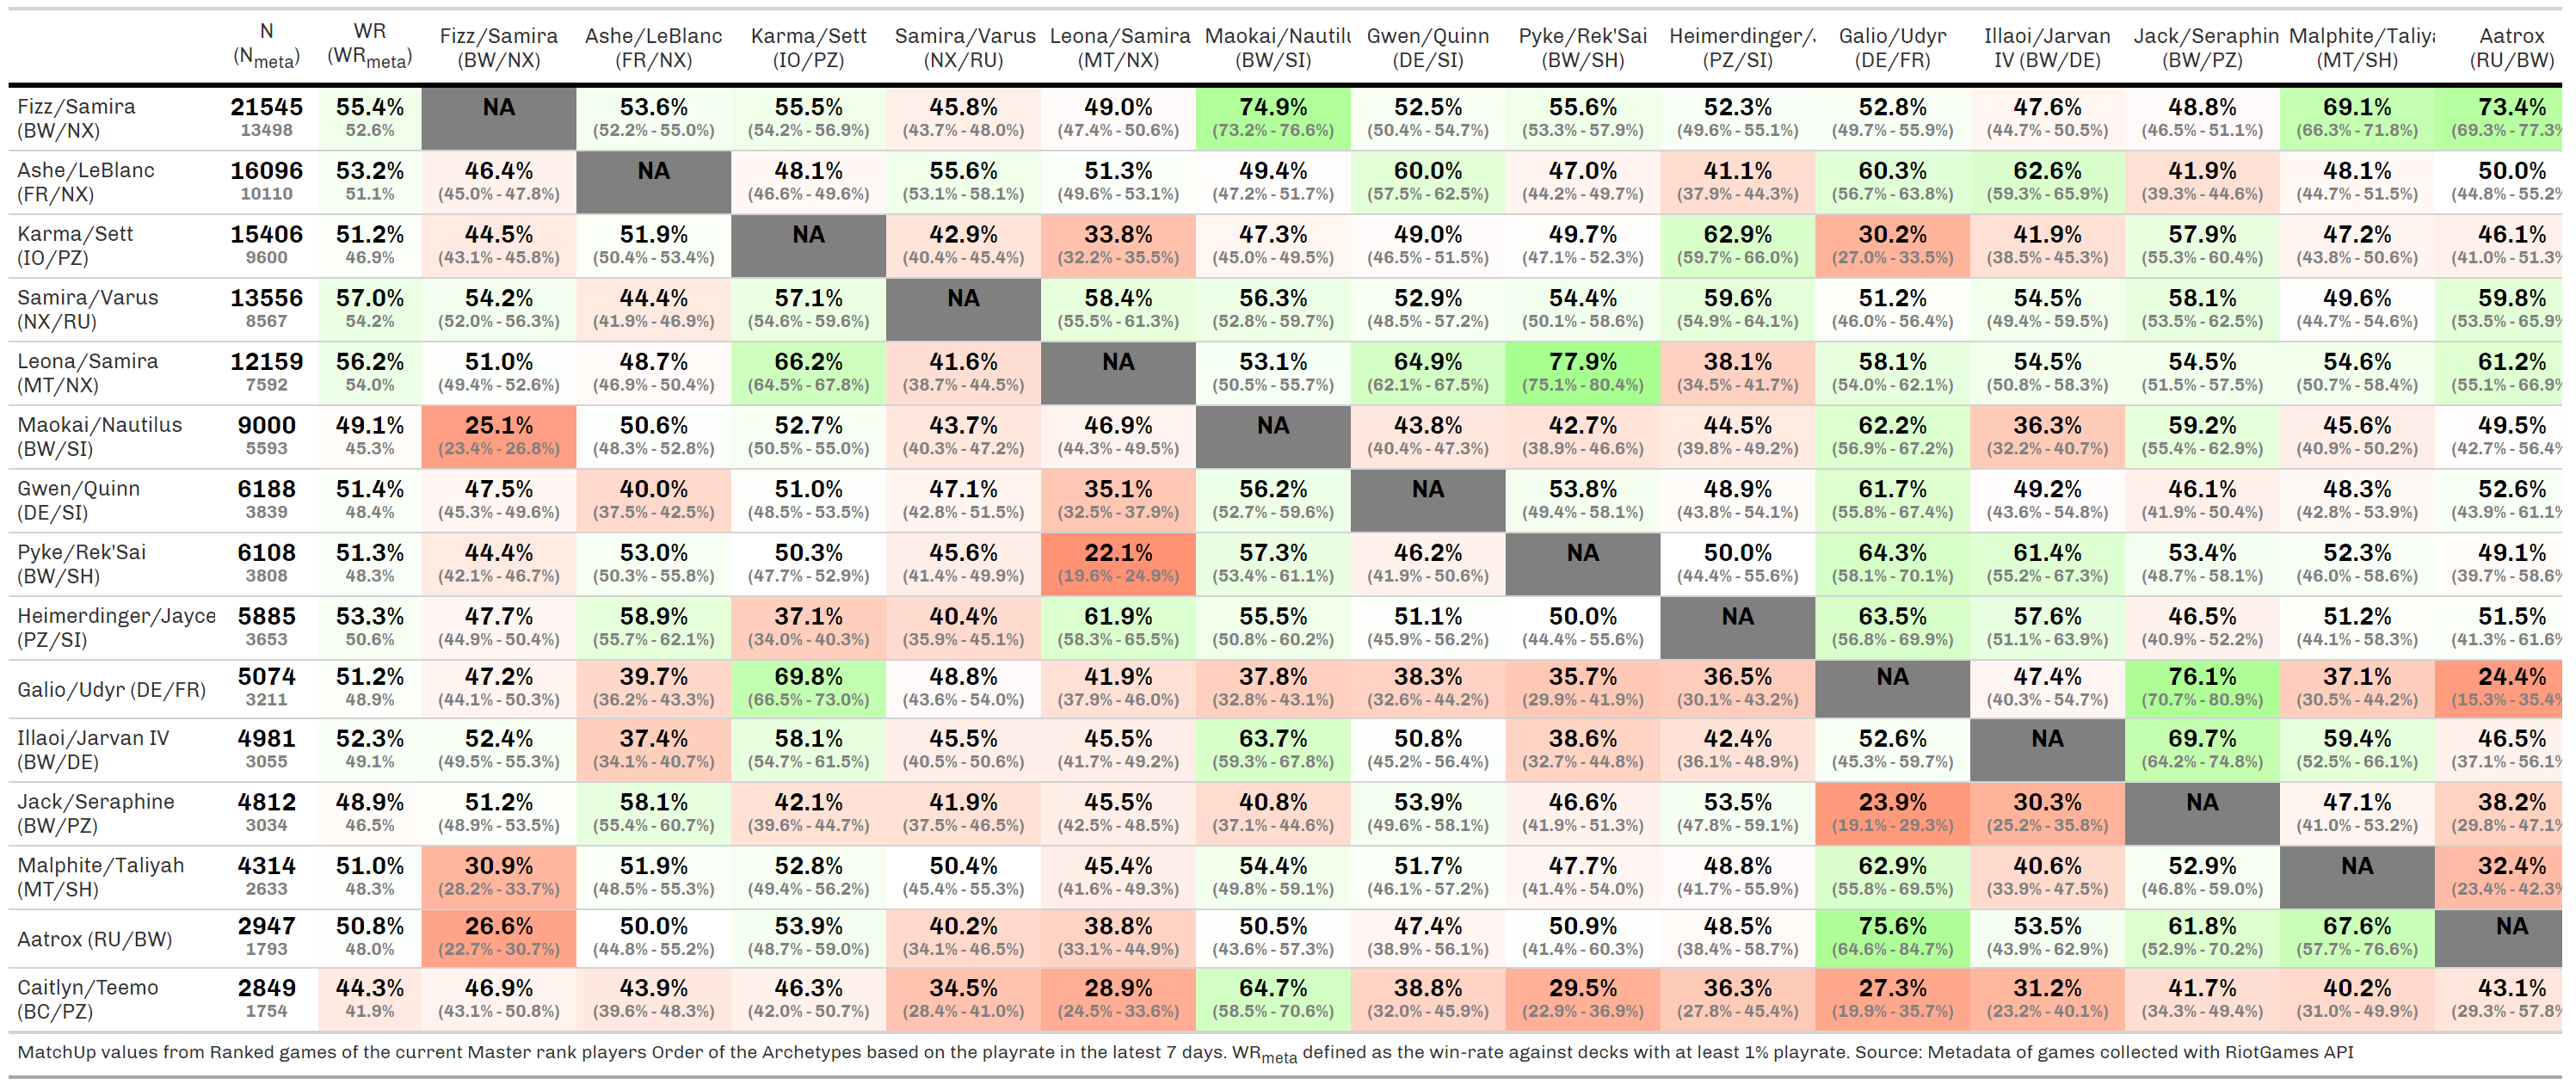 N WR Fizz/Samira Ashe/LeBlanc Karma/Sett Samira/Varus Leona/Samira Maokai/Nautilu Gwen/Quinn Pyke/Rek'Sai Heimerdinger/J Galio/Udyr Illaoi/Jarvan Jack/Seraphin Malphite/Taliya Aatrox
(Nmeta) (WRmeta) (BW/NX) (FR/NX) (IO/PZ) (NX/RU) (MT/NX) (BW/SI) (DE/SI) (BW/SH) (PZ/SI) (DE/FR) IV (BW/DE) (BW/PZ) (MT/SH) (RU/BW)
Fizz/Samira 21545 55.4% NA 53.6% 55.5% 45.8% 49.0% 74.9% 52.5% 55.6% 52.3% 52.8% 47.6% 48.8% 69.1% 73.4%
(BW/NX) 13498 52.6% (52.2% - 55.0%) (54.2% - 56.9%) (43.7% - 48.0%) (47.4% - 50.6%) (73.2% - 76.6%) (50.4% - 54.7%) (53.3% - 57.9%) (49.6% - 55.1%) (49.7% - 55.9%) (44.7% - 50.5%) (46.5% - 51.1%) (66.3% - 71.8%) (69.3% - 77.3%
Ashe/LeBlanc 16096 53.2% 46.4% NA 48.1% 55.6% 51.3% 49.4% 60.0% 47.0% 41.1% 60.3% 62.6% 41.9% 48.1% 50.0%
(FR/NX) 10110 51.1% (45.0% - 47.8%) (46.6% - 49.6%) (53.1% - 58.1%) (49.6% - 53.1%) (47.2% - 51.7%) (57.5% - 62.5%) (44.2% - 49.7%) (37.9% - 44.3%) (56.7% - 63.8%) (59.3% - 65.9%) (39.3% - 44.6%) (44.7% - 51.5%) (44.8% - 55.2%
Karma/Sett 15406 51.2% 44.5% 51.9% NA 42.9% 33.8% 47.3% 49.0% 49.7% 62.9% 30.2% 41.9% 57.9% 47.2% 46.1%
(IO/PZ) 9600 46.9% (43.1% - 45.8%) (50.4% - 53.4%) (40.4% - 45.4%) (32.2% - 35.5%) (45.0% - 49.5%) (46.5% - 51.5%) (47.1% - 52.3%) (59.7% - 66.0%) (27.0% - 33.5%) (38.5% - 45.3%) (55.3% - 60.4%) (43.8% - 50.6%) (41.0% - 51.3%
Samira/Varus 13556 57.0% 54.2% 44.4% 57.1% NA 58.4% 56.3% 52.9% 54.4% 59.6% 51.2% 54.5% 58.1% 49.6% 59.8%
(NX/RU) 8567 54.2% (52.0% - 56.3%) (41.9% - 46.9%) (54.6% - 59.6%) (55.5% - 61.3%) (52.8% - 59.7%) (48.5% - 57.2%) (50.1% - 58.6%) (54.9% - 64.1%) (46.0% - 56.4%) (49.4% - 59.5%) (53.5% - 62.5%) (44.7% - 54.6%) (53.5% - 65.9%
Leona/Samira 12159 56.2% 51.0% 48.7% 66.2% 41.6% NA 53.1% 64.9% 77.9% 38.1% 58.1% 54.5% 54.5% 54.6% 61.2%
(MT/NX) 7592 54.0% (49.4% - 52.6%) (46.9% - 50.4%) (64.5% - 67.8%) (38.7% - 44.5%) (50.5% - 55.7%) (62.1% - 67.5%) (75.1% - 80.4%) (34.5% - 41.7%) (54.0% - 62.1%) (50.8% - 58.3%) (51.5% - 57.5%) (50.7% - 58.4%) (55.1% - 66.9%
Maokai/Nautilus 9000 49.1% 25.1% 50.6% 52.7% 43.7% 46.9% NA 43.8% 42.7% 44.5% 62.2% 36.3% 59.2% 45.6% 49.5%
(BW/SI) 5593 45.3% (23.4% - 26.8%) (48.3% - 52.8%) (50.5% - 55.0%) (40.3% - 47.2%) (44.3% - 49.5%) (40.4% - 47.3%) (38.9% - 46.6%) (39.8% - 49.2%) (56.9% - 67.2%) (32.2% - 40.7%) (55.4% - 62.9%) (40.9% - 50.2%) (42.7% - 56.4%
Gwen/Quinn 6188 51.4% 47.5% 40.0% 51.0% 47.1% 35.1% 56.2% NA 53.8% 48.9% 61.7% 49.2% 46.1% 48.3% 52.6%
(DE/SI) 3839 48.4% (45.3% - 49.6%) (37.5% - 42.5%) (48.5% - 53.5%) (42.8% - 51.5%) (32.5% - 37.9%) (52.7% - 59.6%) (49.4% - 58.1%) (43.8% - 54.1%) (55.8% - 67.4%) (43.6% - 54.8%) (41.9% - 50.4%) (42.8% - 53.9%) (43.9% - 61.1%
Pyke/Rek'Sai 6108 51.3% 44.4% 53.0% 50.3% 45.6% 22.1% 57.3% 46.2% NA 50.0% 64.3% 61.4% 53.4% 52.3% 49.1%
(BW/SH) 3808 48.3% (42.1% - 46.7%) (50.3% - 55.8%) (47.7% - 52.9%) (41.4% - 49.9%) (19.6% - 24.9%) (53.4% - 61.1%) (41.9% - 50.6%) (44.4% - 55.6%) (58.1% - 70.1%) (55.2% - 67.3%) (48.7% - 58.1%) (46.0% - 58.6%) (39.7% - 58.6%
Heimerdinger/Jayce 5885 53.3% 47.7% 58.9% 37.1% 40.4% 61.9% 55.5% 51.1% 50.0% NA 63.5% 57.6% 46.5% 51.2% 51.5%
(PZ/SI) 3653 50.6% (44.9% - 50.4%) (55.7% - 62.1%) (34.0% - 40.3%) (35.9% - 45.1%) (58.3% - 65.5%) (50.8% - 60.2%) (45.9% - 56.2%) (44.4% - 55.6%) (56.8% - 69.9%) (51.1% - 63.9%) (40.9% - 52.2%) (44.1% - 58.3%) (41.3% - 61.6%
Galio/Udyr (DE/FR) 5074 51.2% 47.2% 39.7% 69.8% 48.8% 41.9% 37.8% 38.3% 35.7% 36.5% NA 47.4% 76.1% 37.1% 24.4%
3211 48.9% (44.1% - 50.3%) (36.2% - 43.3%) (66.5% - 73.0%) (43.6% - 54.0%) (37.9% - 46.0%) (32.8% - 43.1%) (32.6% - 44.2%) (29.9% - 41.9%) (30.1% - 43.2%) (40.3% - 54.7%) (70.7% - 80.9%) (30.5% - 44.2%) (15.3% - 35.4%
Illaoi/Jarvan IV 4981 52.3% 52.4% 37.4% 58.1% 45.5% 45.5% 63.7% 50.8% 38.6% 42.4% 52.6% NA 69.7% 59.4% 46.5%
(BW/DE) 3055 49.1% (49.5% - 55.3%) (34.1% - 40.7%) (54.7% - 61.5%) (40.5% - 50.6%) (41.7% - 49.2%) (59.3% - 67.8%) (45.2% - 56.4%) (32.7% - 44.8%) (36.1% - 48.9%) (45.3% - 59.7%) (64.2% - 74.8%) (52.5% - 66.1%) (37.1% - 56.1%
Jack/Seraphine 4812 48.9% 51.2% 58.1% 42.1% 41.9% 45.5% 40.8% 53.9% 46.6% 53.5% 23.9% 30.3% NA 47.1% 38.2%
(BW/PZ) 3034 46.5% (48.9% - 53.5%) (55.4% - 60.7%) (39.6% - 44.7%) (37.5% - 46.5%) (42.5% - 48.5%) (37.1% - 44.6%) (49.6% - 58.1%) (41.9% - 51.3%) (47.8% - 59.1%) (19.1% - 29.3%) (25.2% - 35.8%) (41.0% - 53.2%) (29.8% - 47.1%
Malphite/Taliyah 4314 51.0% 30.9% 51.9% 52.8% 50.4% 45.4% 54.4% 51.7% 47.7% 48.8% 62.9% 40.6% 52.9% NA 32.4%
(MT/SH) 2633 48.3% (28.2% - 33.7%) (48.5% - 55.3%) (49.4% - 56.2%) (45.4% - 55.3%) (41.6% - 49.3%) (49.8% - 59.1%) (46.1% - 57.2%) (41.4% - 54.0%) (41.7% - 55.9%) (55.8% - 69.5%) (33.9% - 47.5%) (46.8% - 59.0%) (23.4% - 42.3%
Aatrox (RU/BW) 2947 50.8% 26.6% 50.0% 53.9% 40.2% 38.8% 50.5% 47.4% 50.9% 48.5% 75.6% 53.5% 61.8% 67.6% NA
1793 48.0% (22.7% - 30.7%) (44.8% - 55.2%) (48.7% - 59.0%) (34.1% - 46.5%) (33.1% - 44.9%) (43.6% - 57.3%) (38.9% - 56.1%) (41.4% - 60.3%) (38.4% - 58.7%) (64.6% - 84.7%) (43.9% - 62.9%) (52.9% - 70.2%) (57.7% - 76.6%)
Caitlyn/Teemo 2849 44.3% 46.9% 43.9% 46.3% 34.5% 28.9% 64.7% 38.8% 29.5% 36.3% 27.3% 31.2% 41.7% 40.2% 43.1%
(BC/PZ) 1754 41.9% (43.1% - 50.8%) (39.6% - 48.3%) (42.0% - 50.7%) (28.4% - 41.0%) (24.5% - 33.6%) (58.5% - 70.6%) (32.0% - 45.9%) (22.9% - 36.9%) (27.8% - 45.4%) (19.9% - 35.7%) (23.2% - 40.1%) (34.3% - 49.4%) (31.0% - 49.9%) (29.3% - 57.8%
MatchUp values from Ranked games of the current Master rank players Order of the Archetypes based on the playrate in the latest 7 days. WRmeta defined as the win-rate against decks with at least 1% playrate. Source: Metadata of games collected with RiotGames API